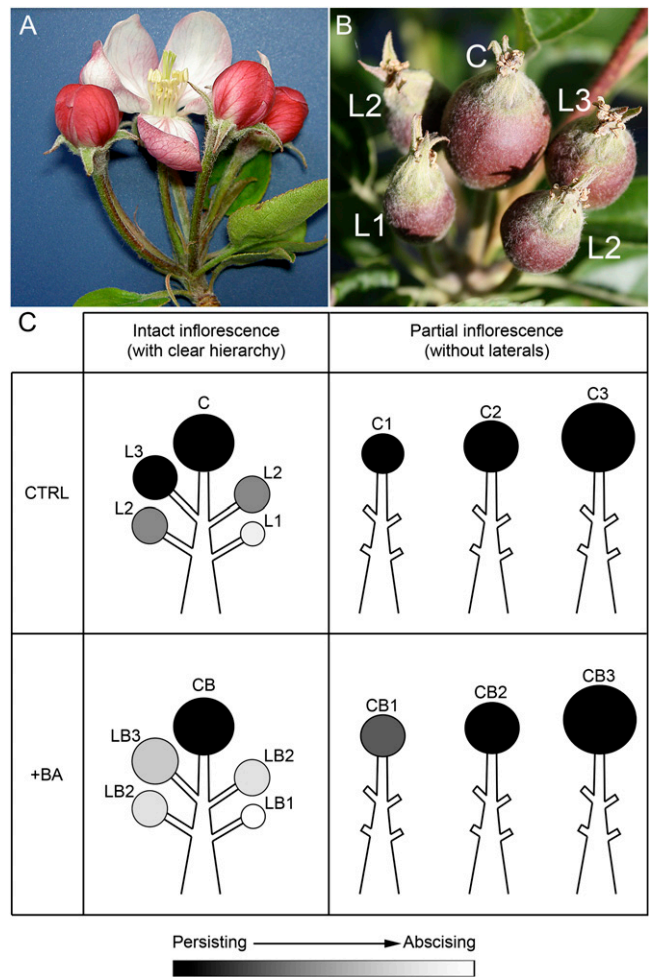 A
B
C
L2
L3
L1
L2
C
Intact inflorescence
(with clear hierarchy)
Partial inflorescence
(without laterals)
CTRL
C
L3
L2
L2
L1
C1
C2
C3
+BA
CB
LB3
LB2
LB2
LB1
CB1
CB2
CB3
Persisting
Abscising